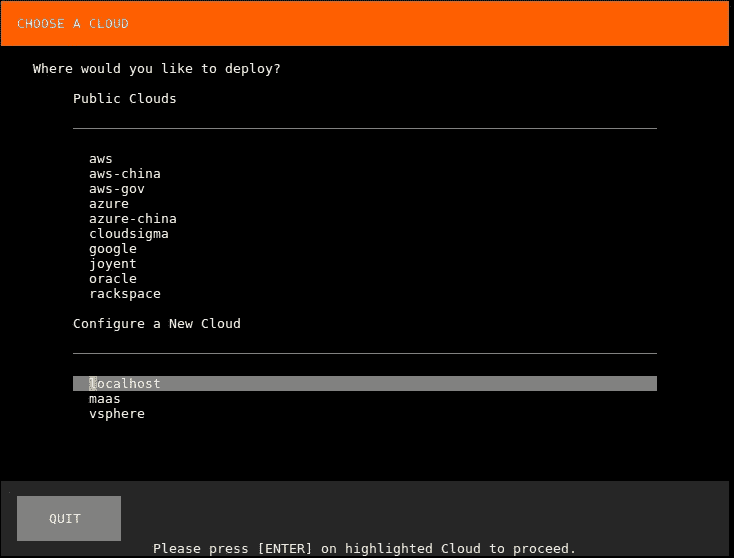 CHOOSE A CLOUD
Where would you like to deploy?
Public Clouds
aws
aws-china
aws-gov
azure
azure-china
cloudsigma
google
joyent
oracle
rackspace
Configure a New Cloud
localhost
maas
vsphere
QUIT
Please press [ENTER] on highlighted Cloud to proceed.